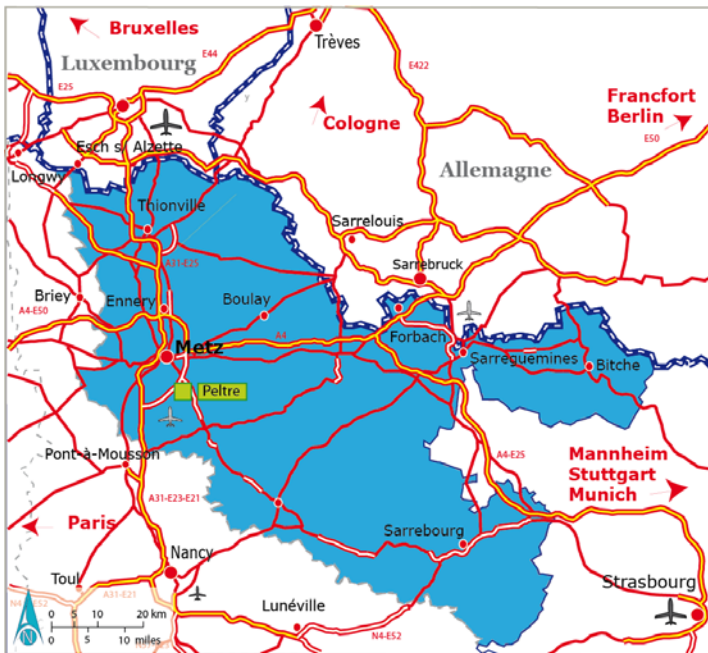 Bruxelles
Trèves
E44
Luxembourg
E422
E25
Francfort
Berlin
Cologne
E50
Esch s. Alzette
Allemagne
Longwy
Thionville
Sarrelouis
A31-E25
Sarrebruck
Briey
Ennery
Boulay
A4-E50
Forbach
A4
Metz
Sarreguemines
Bitche
Peltre
Pont-à-Mousson
A4-E25
Mannheim
Stuttgart
Munich
A31-E23-E21
Paris
Sarrebourg
Nancy
Toul
Strasbourg
A31-E21
N4-E52
Lunéville
0 5 10 20 km
0 5 10 miles
N4-E52
N